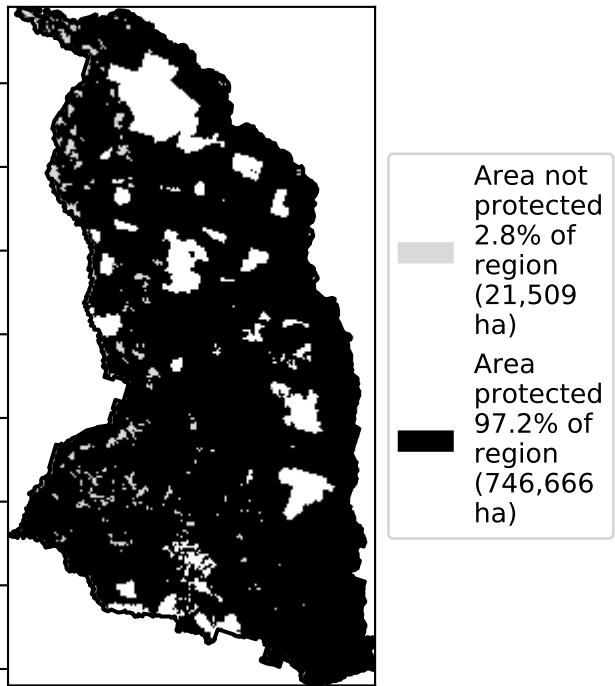 Area not
protected
2.8% of
region
(21,509
ha)
Area
protected
97.2% of
region
(746,666
ha)